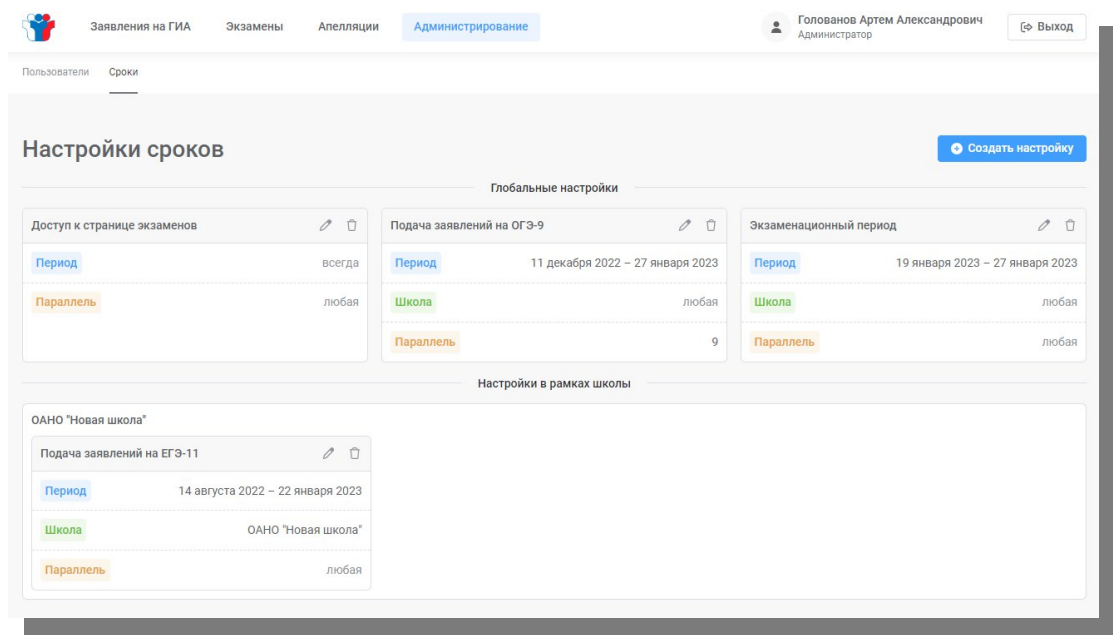 Заявления на ГИА Экзамены Апелляции Администрирование Голованов Артем Александрович Выход
Администратор
Пользователи Сроки
Настройки сроков Создать настройку
Глобальные настройки
Доступ к странице экзаменов Подача заявлений на ОГЭ-9 Экзаменационный период
Период всегда Период 11 декабря 2022 – 27 января 2023 Период 19 января 2023 – 27 января 2023
Параллель любая Школа любая Школа любая
Параллель 9 Параллель любая
Настройки в рамках школы
ОАНО "Новая школа"
Подача заявлений на ЕГЭ-11
Период 14 августа 2022 – 22 января 2023
Школа ОАНО "Новая школа"
Параллель любая